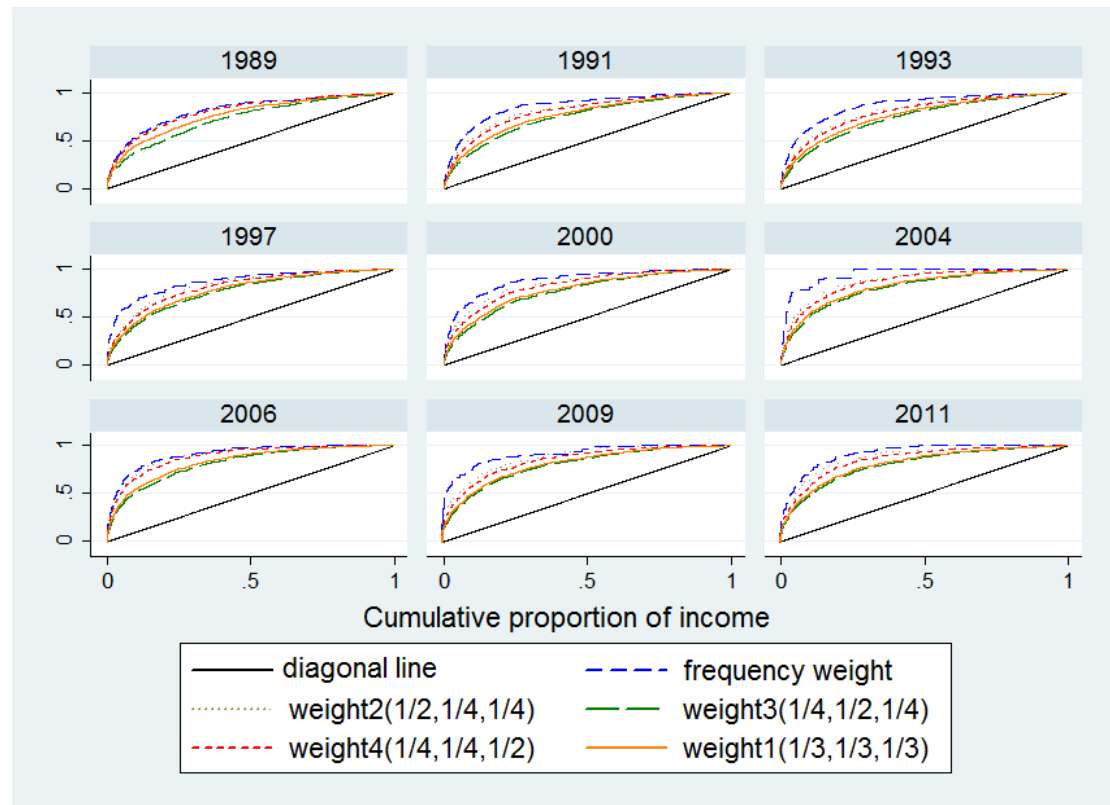 1989 1991 1993
1
.5
0
1997 2000 2004
1
.5
0
2006 2009 2011
1
.5
0
0 .5 1 0 .5 1 0 .5 1
Cumulative proportion of income
diagonal line frequency weight
weight2(1/2,1/4,1/4) weight3(1/4,1/2,1/4)
weight4(1/4,1/4,1/2) weight1(1/3,1/3,1/3)